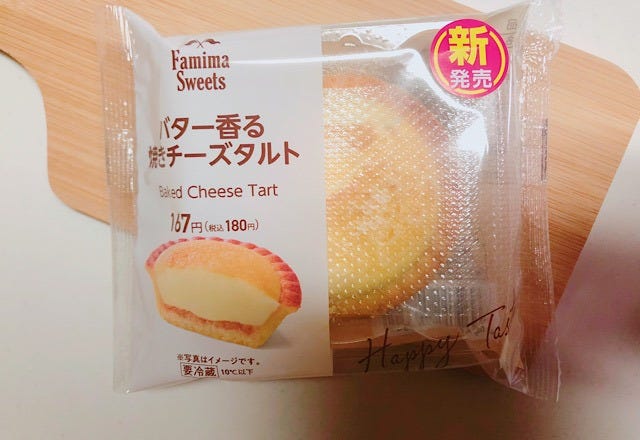 Famima
Sweets
新
発売
バター香る
焼きチーズタルト
Baked Cheese Tart
167円(税込180円)
※写真はイメージです。
要冷蔵 10℃以下
Happy Tas